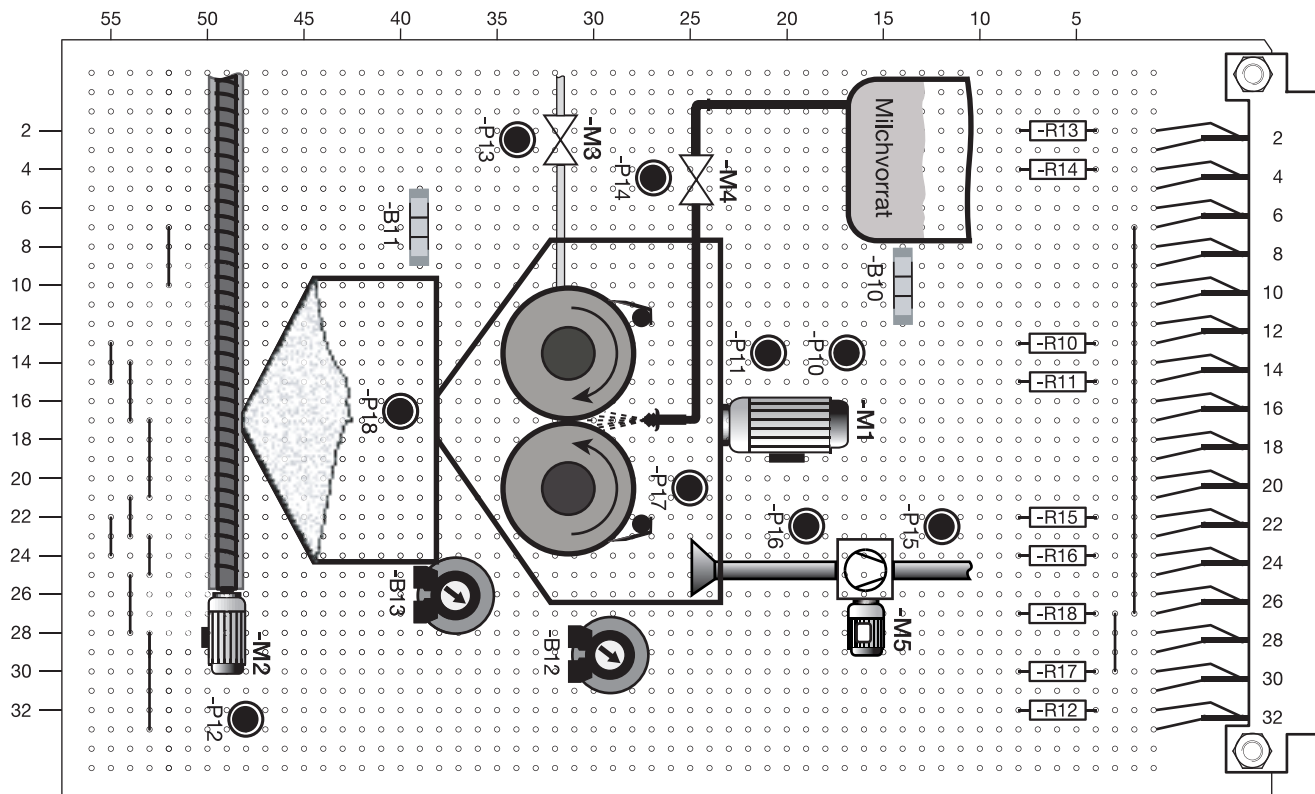 55 50 45 40 35 30 25 20 15 10 5
2
4
6
8
10
12
14
16
18
20
22
24
26
28
30
32
-P13
-M3
-P14
-M4
Milchvorrat
-R13
-R14
-B11
-B10
-P11
-P10
-R10
-R11
-P18
-M1
-P17
-P16
-P15
-R15
-R16
-B13
-R18
-M2
-B12
-M5
-R17
-P12
-R12
2
4
6
8
10
12
14
16
18
20
22
24
26
28
30
32